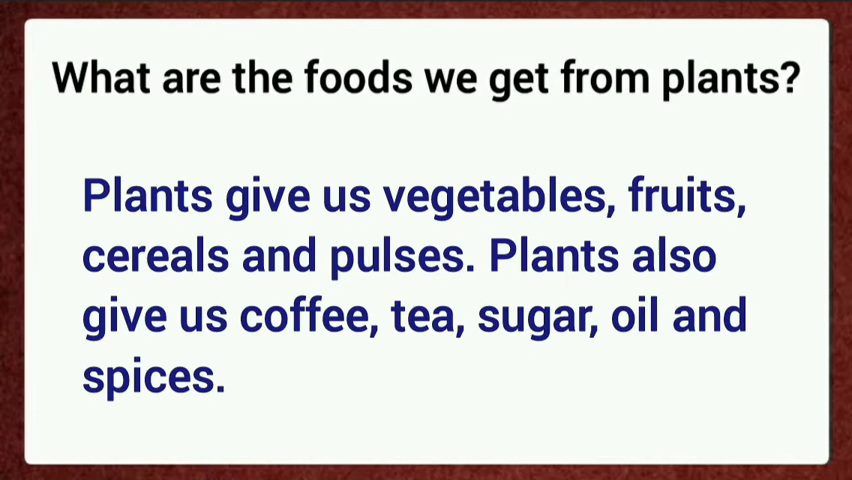 What are the foods we get from plants?
Plants give us vegetables, fruits,
cereals and pulses. Plants also
give us coffee, tea, sugar, oil and
spices.